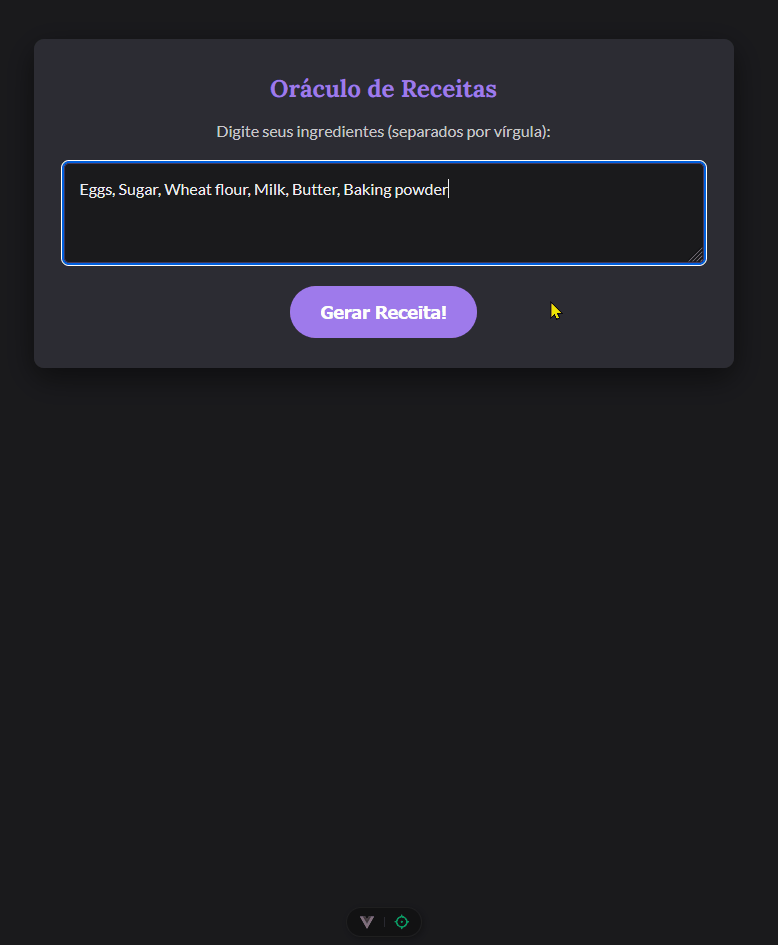 Oráculo de Receitas
Digite seus ingredientes (separados por vírgula):
Eggs, Sugar, Wheat flour, Milk, Butter, Baking powder
Gerar Receita!